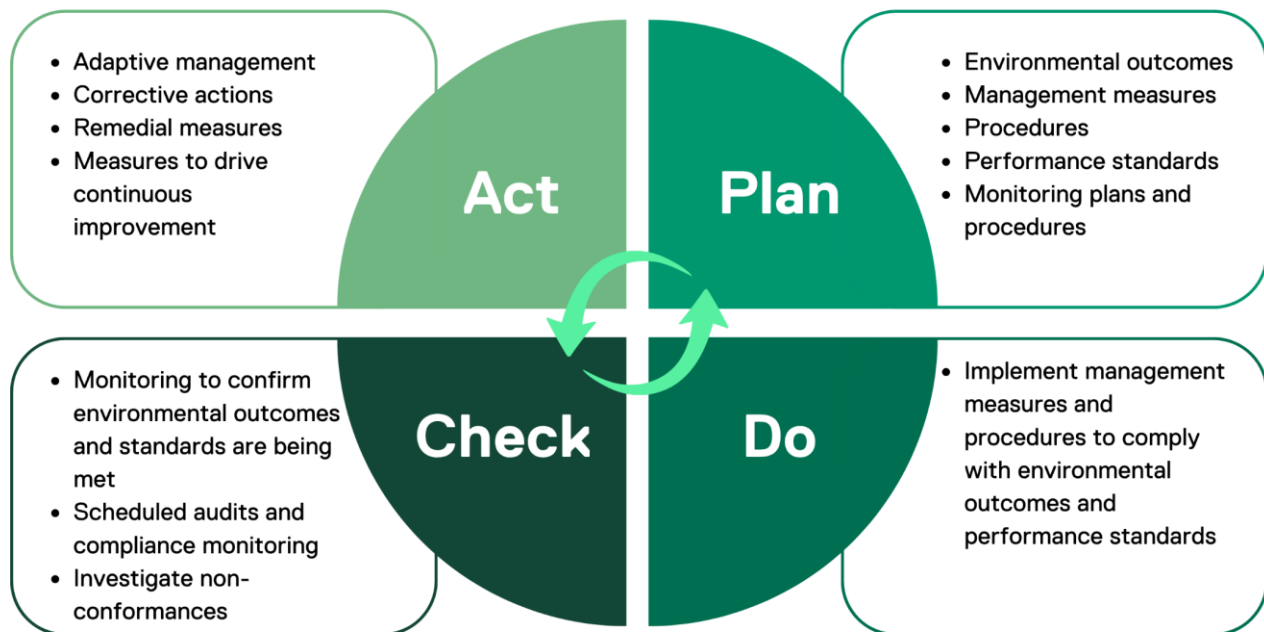 • Adaptive management
• Corrective actions
• Remedial measures
• Measures to drive
continuous
improvement
Act
Plan
• Environmental outcomes
• Management measures
• Procedures
• Performance standards
• Monitoring plans and
procedures
• Monitoring to confirm
environmental outcomes
and standards are being
met
• Scheduled audits and
compliance monitoring
• Investigate non-
conformances
Check
Do
• Implement management
measures and
procedures to comply
with environmental
outcomes and
performance standards